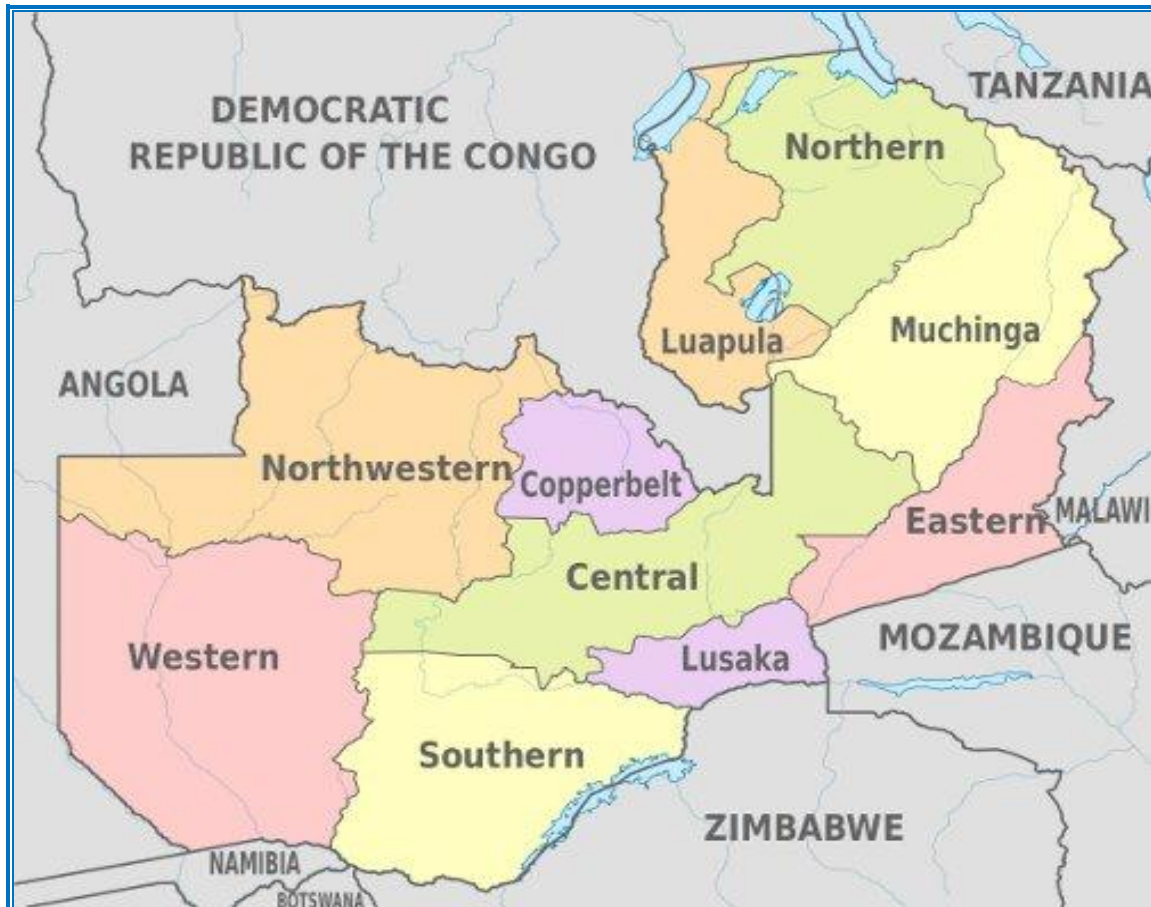 DEMOCRATIC
REPUBLIC OF THE CONGO
TANZANIA
Northern
Luapula
Muchinga
ANGOLA
Northwestern
Copperbelt
Eastern
MALAWI
Central
Western
Lusaka
MOZAMBIQUE
Southern
ZIMBABWE
NAMIBIA
BOTSWANA